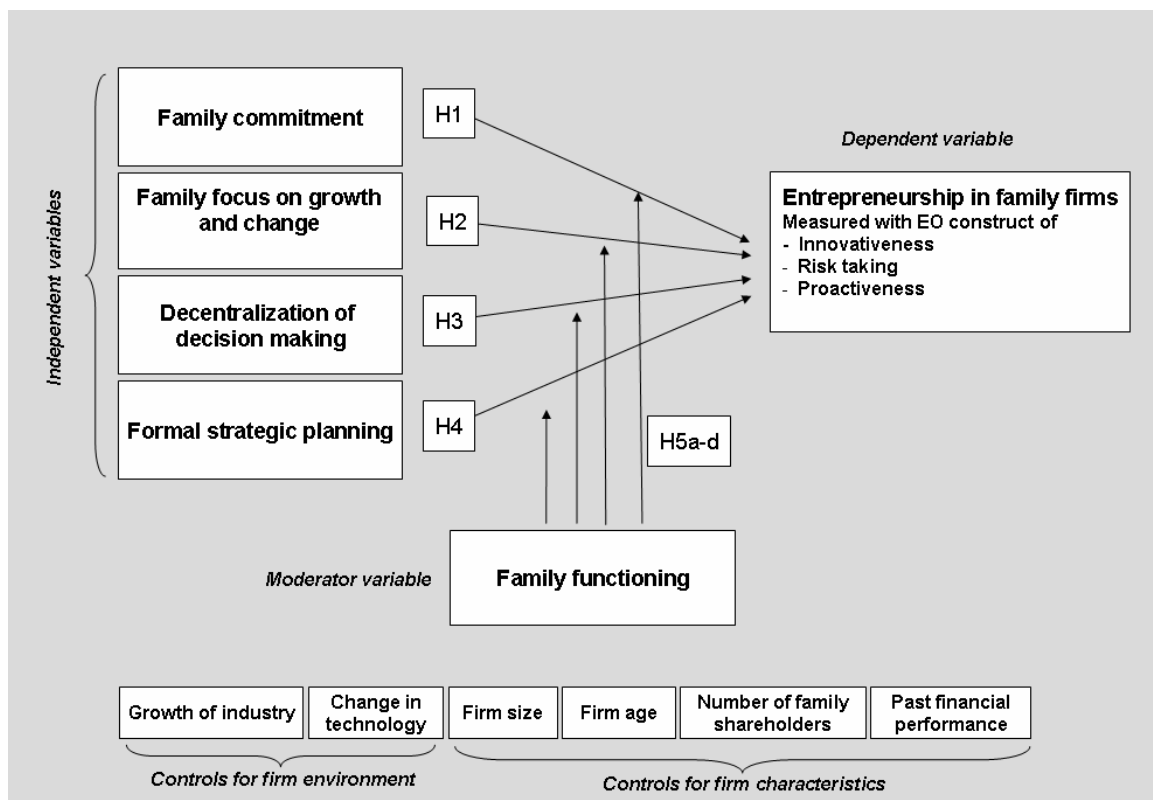 Independent variables
Family commitment
Family focus on growth
and change
Decentralization of
decision making
Formal strategic planning
H1
H2
H3
H4
Dependent variable
Entrepreneurship in family firms
Measured with EO construct of
- Innovativeness
- Risk taking
- Proactiveness
H5a-d
Moderator variable
Family functioning
Growth of industry
Change in
technology
Firm size
Firm age
Number of family
shareholders
Past financial
performance
Controls for firm environment
Controls for firm characteristics